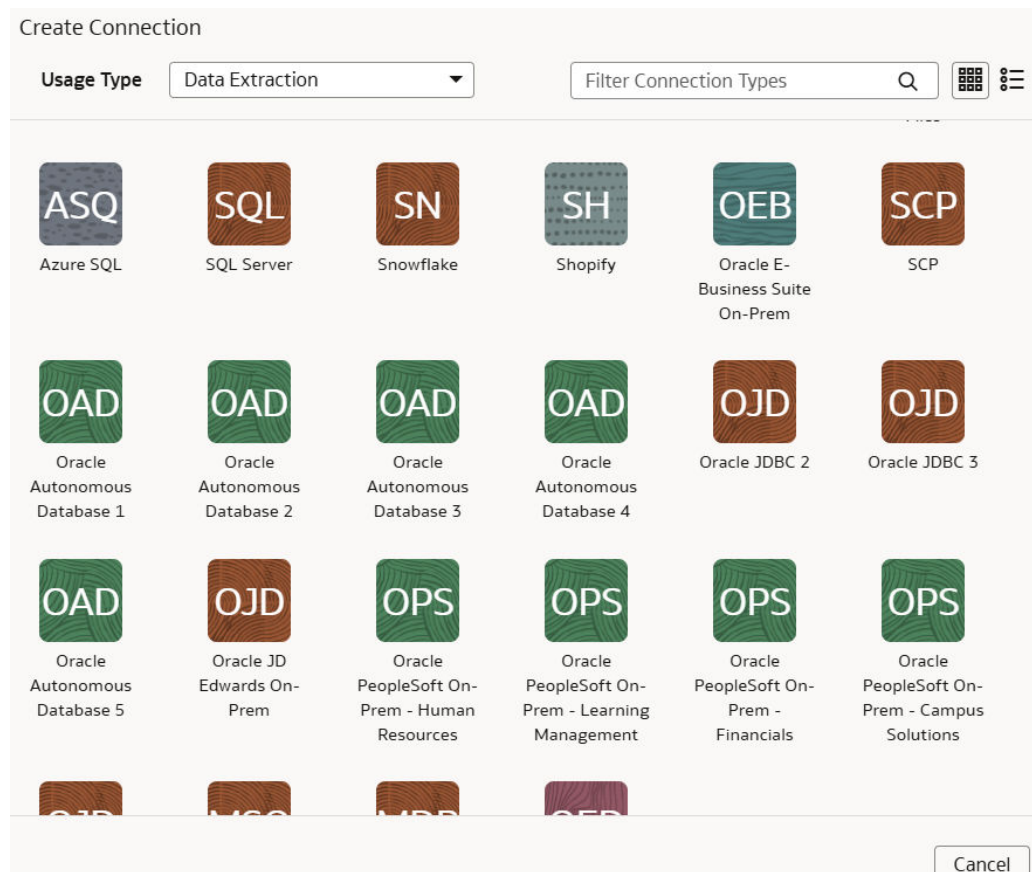 Create Connection
Usage Type Data Extraction Filter Connection Types
ASQ SQL SN SH OEB SCP
Azure SQL SQL Server Snowflake Shopify Oracle E- SCP
Business Suite
On-Prem
OAD OAD OAD OAD OJD OJD
Oracle Oracle Oracle Oracle Oracle JDBC 2 Oracle JDBC 3
Autonomous Autonomous Autonomous Autonomous
Database 1 Database 2 Database 3 Database 4
OAD OJD OPS OPS OPS OPS
Oracle Oracle JD Oracle Oracle Oracle Oracle
Autonomous Edwards On- PeopleSoft On- PeopleSoft On- PeopleSoft On- PeopleSoft On-
Database 5 Prem Prem - Human Prem - Learning Prem - Prem - Campus
Resources Management Financials Solutions
Cancel